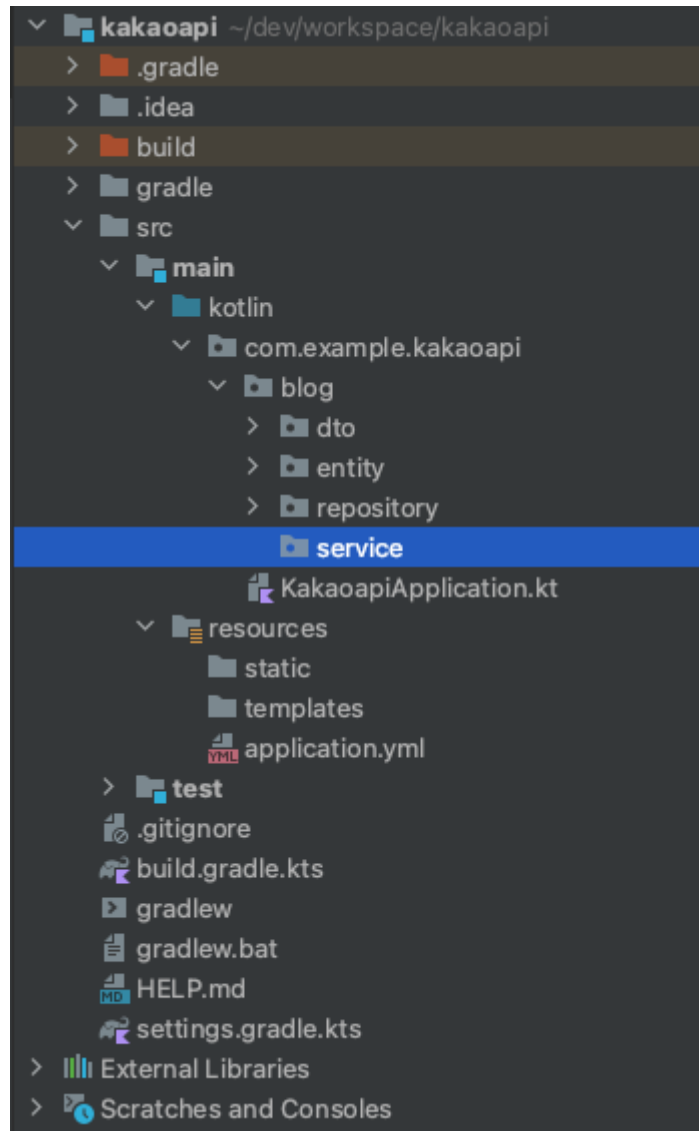 kakaoapi ~/dev/workspace/kakaoapi
.gradle
.idea
build
gradle
src
main
kotlin
com.example.kakaoapi
blog
dto
entity
repository
service
KakaoapiApplication.kt
resources
static
templates
YML application.yml
test
.gitignore
build.gradle.kts
gradlew
gradlew.bat
MD HELP.md
settings.gradle.kts
External Libraries
Scratches and Consoles